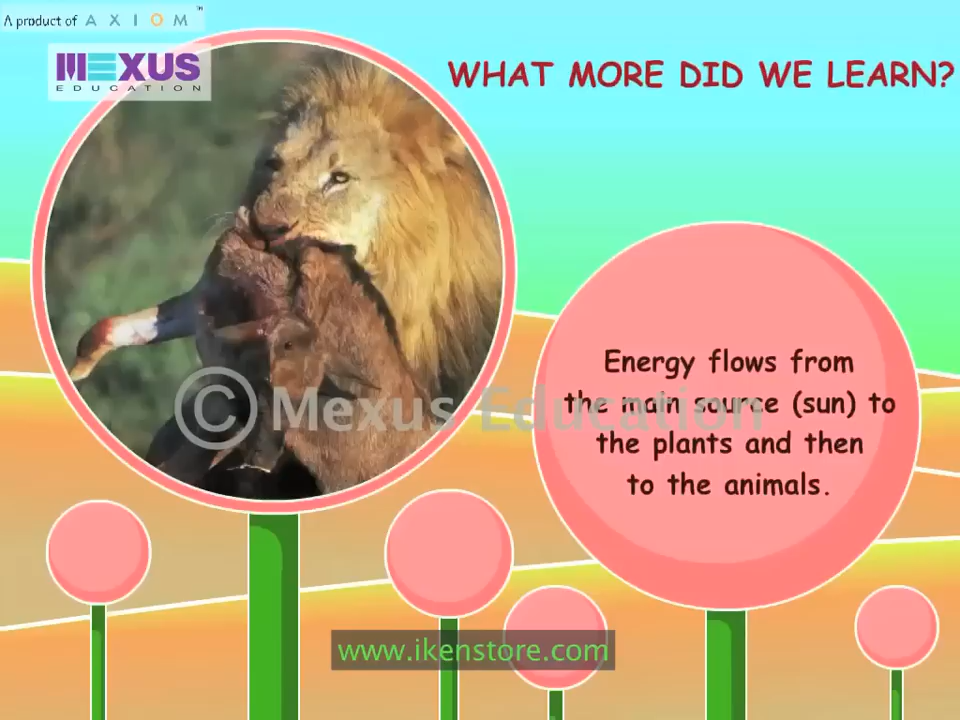 A product of AXIOM™
MEXUS
EDUCATION
WHAT MORE DID WE LEARN?
Energy flows from
the main source (sun) to
the plants and then
to the animals.
© Mexus Education
www.ikenstore.com